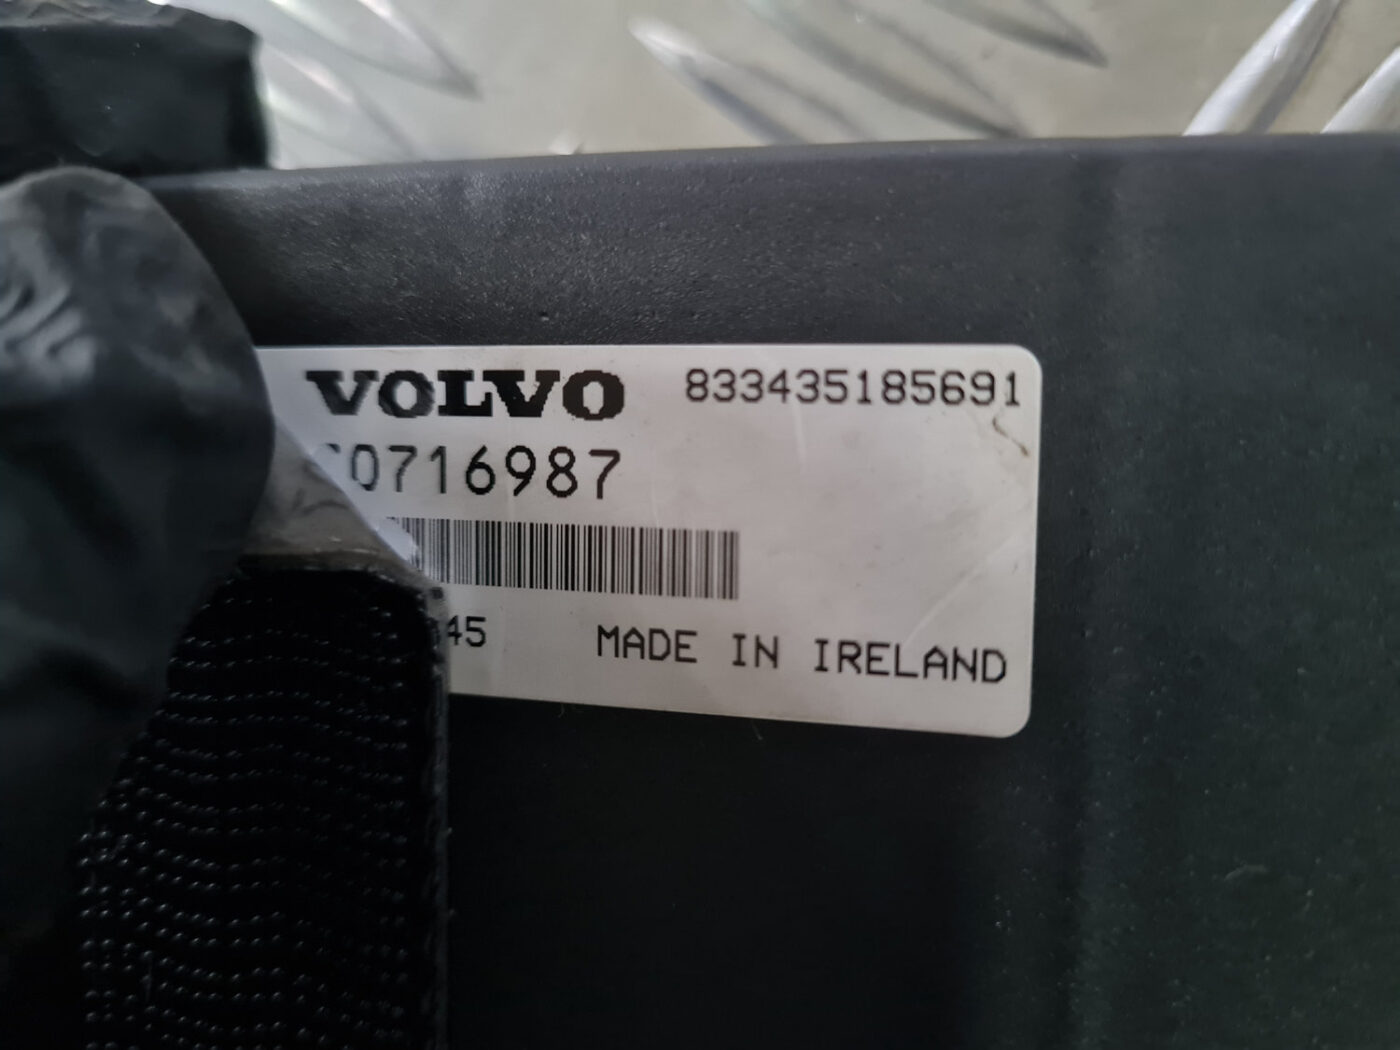 VOLVO 833435185691
0716987
45 MADE IN IRELAND